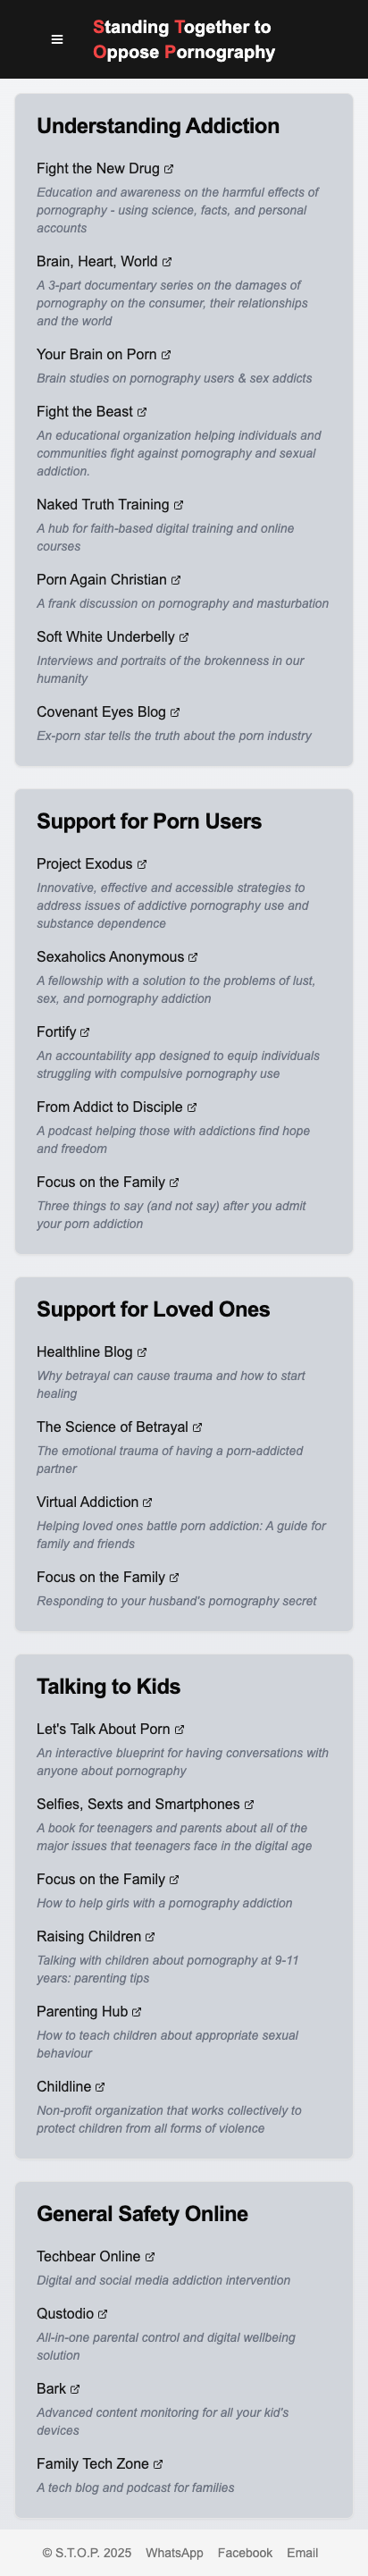 Standing Together to
Oppose Pornography
Understanding Addiction
Fight the New Drug
Education and awareness on the harmful effects of
pornography - using science, facts, and personal
accounts
Brain, Heart, World
A 3-part documentary series on the damages of
pornography on the consumer, their relationships
and the world
Your Brain on Porn
Brain studies on pornography users & sex addicts
Fight the Beast
An educational organization helping individuals and
communities fight against pornography and sexual
addiction.
Naked Truth Training
A hub for faith-based digital training and online
courses
Porn Again Christian
A frank discussion on pornography and masturbation
Soft White Underbelly
Interviews and portraits of the brokenness in our
humanity
Covenant Eyes Blog
Ex-porn star tells the truth about the porn industry
Support for Porn Users
Project Exodus
Innovative, effective and accessible strategies to
address issues of addictive pornography use and
substance dependence
Sexaholics Anonymous
A fellowship with a solution to the problems of lust,
sex, and pornography addiction
Fortify
An accountability app designed to equip individuals
struggling with compulsive pornography use
From Addict to Disciple
A podcast helping those with addictions find hope
and freedom
Focus on the Family
Three things to say (and not say) after you admit
your porn addiction
Support for Loved Ones
Healthline Blog
Why betrayal can cause trauma and how to start
healing
The Science of Betrayal
The emotional trauma of having a porn-addicted
partner
Virtual Addiction
Helping loved ones battle porn addiction: A guide for
family and friends
Focus on the Family
Responding to your husband's pornography secret
Talking to Kids
Let's Talk About Porn
An interactive blueprint for having conversations with
anyone about pornography
Selfies, Sexts and Smartphones
A book for teenagers and parents about all of the
major issues that teenagers face in the digital age
Focus on the Family
How to help girls with a pornography addiction
Raising Children
Talking with children about pornography at 9-11
years: parenting tips
Parenting Hub
How to teach children about appropriate sexual
behaviour
Childline
Non-profit organization that works collectively to
protect children from all forms of violence
General Safety Online
Techbear Online
Digital and social media addiction intervention
Qustodio
All-in-one parental control and digital wellbeing
solution
Bark
Advanced content monitoring for all your kid's
devices
Family Tech Zone
A tech blog and podcast for families
© S.T.O.P. 2025 WhatsApp Facebook Email